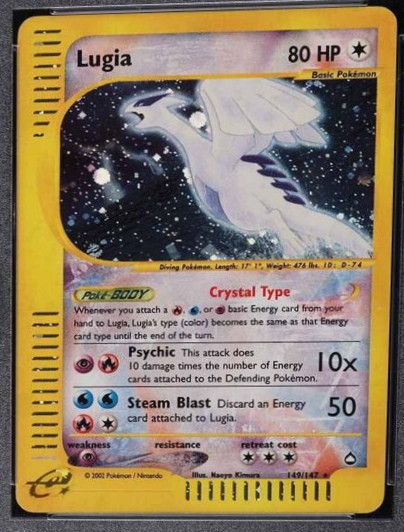 Lugia
80 HP
Basic Pokémon
Diving Pokémon. Length: 17' 1", Weight: 476 lbs. ID: D-74
Poké-BODY
Crystal Type
Whenever you attach a , , or basic Energy card from your
hand to Lugia, Lugia's type (color) becomes the same as that Energy
card type until the end of the turn.
Psychic This attack does
10 damage times the number of Energy
cards attached to the Defending Pokémon.
10x
Steam Blast Discard an Energy
card attached to Lugia.
50
weakness resistance retreat cost
© 2002 Pokémon / Nintendo
Illus. Naoyo Kimura
149/147